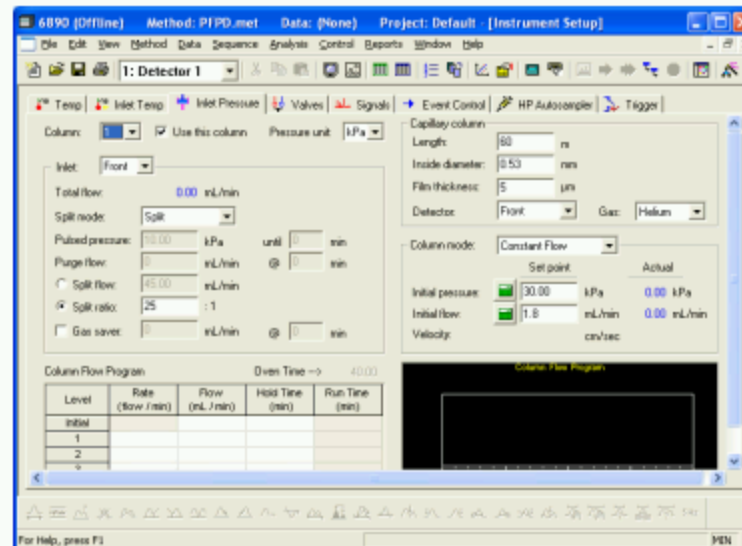 6890 (Offline) Method: PFPD.met Data: (None) Project: Default - [Instrument Setup]
File Edit View Method Data Sequence Analysis Control Reports Window Help
1: Detector 1
Temp Inlet Temp Inlet Pressure Valves Signals Event Control HP Autosampler Trigger
Column: 1 Use this column Pressure unit: kPa
Inlet: Front
Total flow: 0.00 mL/min
Split mode: Split
Pulsed pressure: 10.00 kPa until 0 min
Purge flow: 0 mL/min @ 0 min
Split flow: 45.00 mL/min
Split ratio: 25 : 1
Gas saver: 0 mL/min @ 0 min
Capillary column
Length: 60 m
Inside diameter: 0.53 mm
Film thickness: 5 µm
Detector: Front Gas: Helium
Column mode: Constant Flow
Set point Actual
Initial pressure: 30.00 kPa 0.00 kPa
Initial flow: 1.8 mL/min 0.00 mL/min
Velocity: cm/sec
Column Flow Program Oven Time --> 40.00
Level Rate (flow / min) Flow (mL / min) Hold Time (min) Run Time (min)
Initial
1
2
Column Flow Program
For Help, press F1 MIN